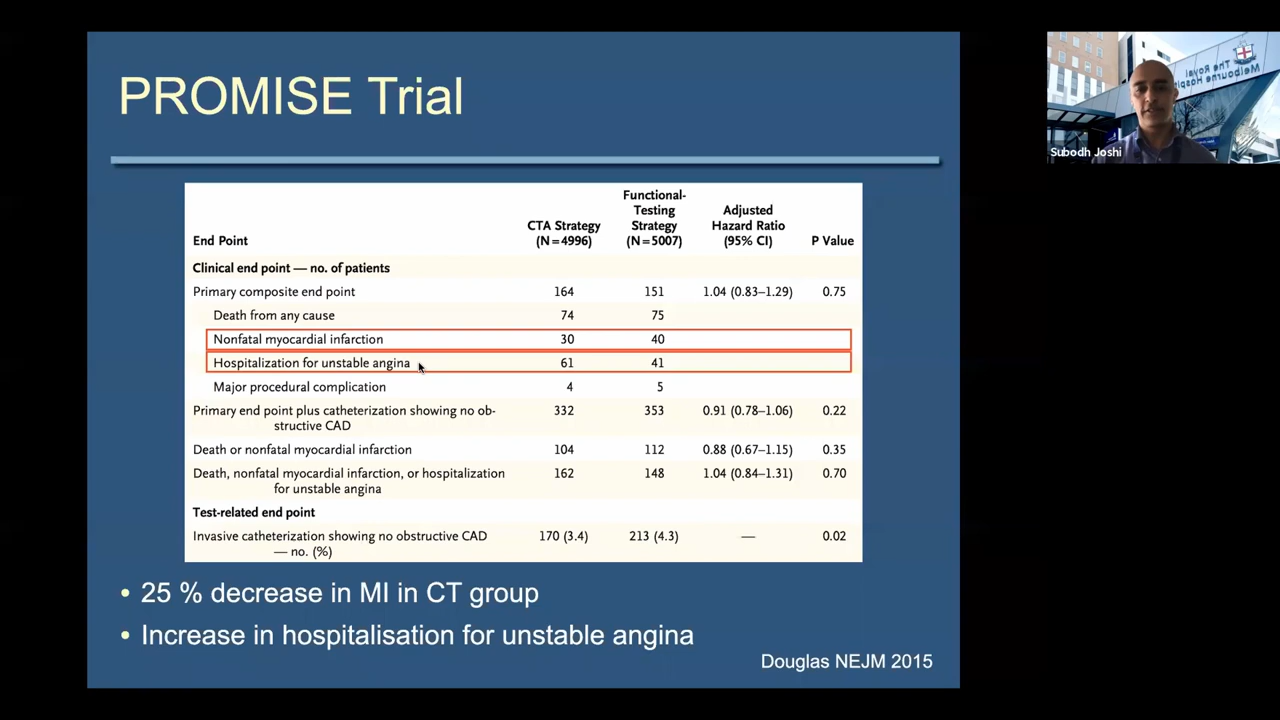 PROMISE Trial
End Point
CTA Strategy
(N=4996)
Functional-
Testing
Strategy
(N=5007)
Adjusted
Hazard Ratio
(95% CI)
P Value
Clinical end point — no. of patients
Primary composite end point 164 151 1.04 (0.83–1.29) 0.75
Death from any cause 74 75
Nonfatal myocardial infarction 30 40
Hospitalization for unstable angina 61 41
Major procedural complication 4 5
Primary end point plus catheterization showing no ob- 332 353 0.91 (0.78–1.06) 0.22
structive CAD
Death or nonfatal myocardial infarction 104 112 0.88 (0.67–1.15) 0.35
Death, nonfatal myocardial infarction, or hospitalization 162 148 1.04 (0.84–1.31) 0.70
for unstable angina
Test-related end point
Invasive catheterization showing no obstructive CAD 170 (3.4) 213 (4.3) — 0.02
— no. (%)
• 25 % decrease in MI in CT group
• Increase in hospitalisation for unstable angina
Douglas NEJM 2015
The Royal
Melbourne Hospi
Subodh Joshi